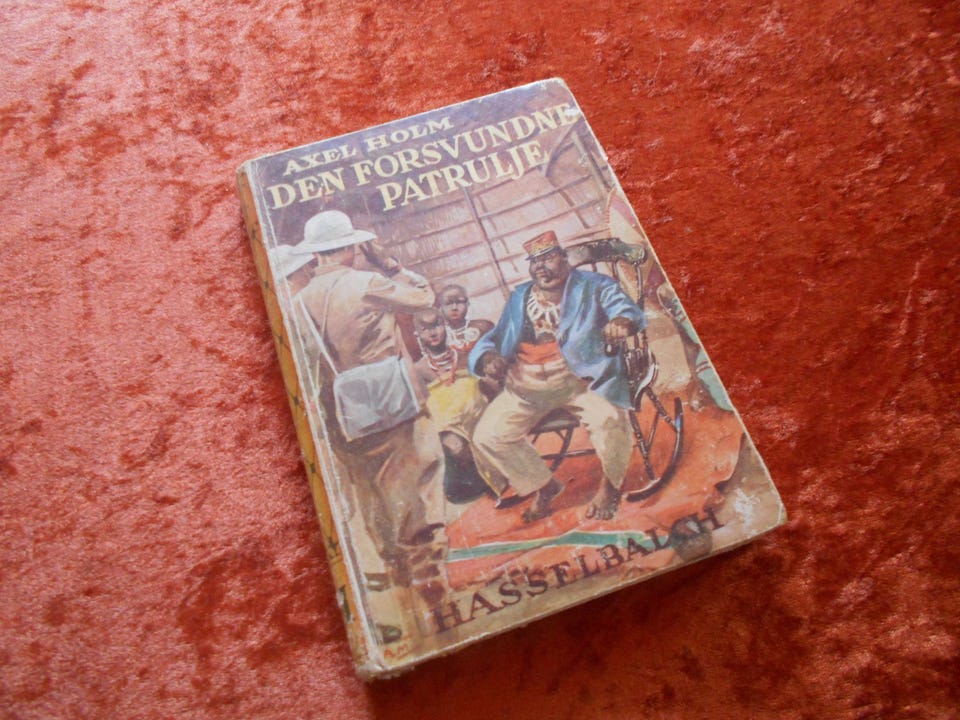 AXEL HOLM
DEN FORSVUNDNE
PATRULJE
HASSELBALCH
A.M.